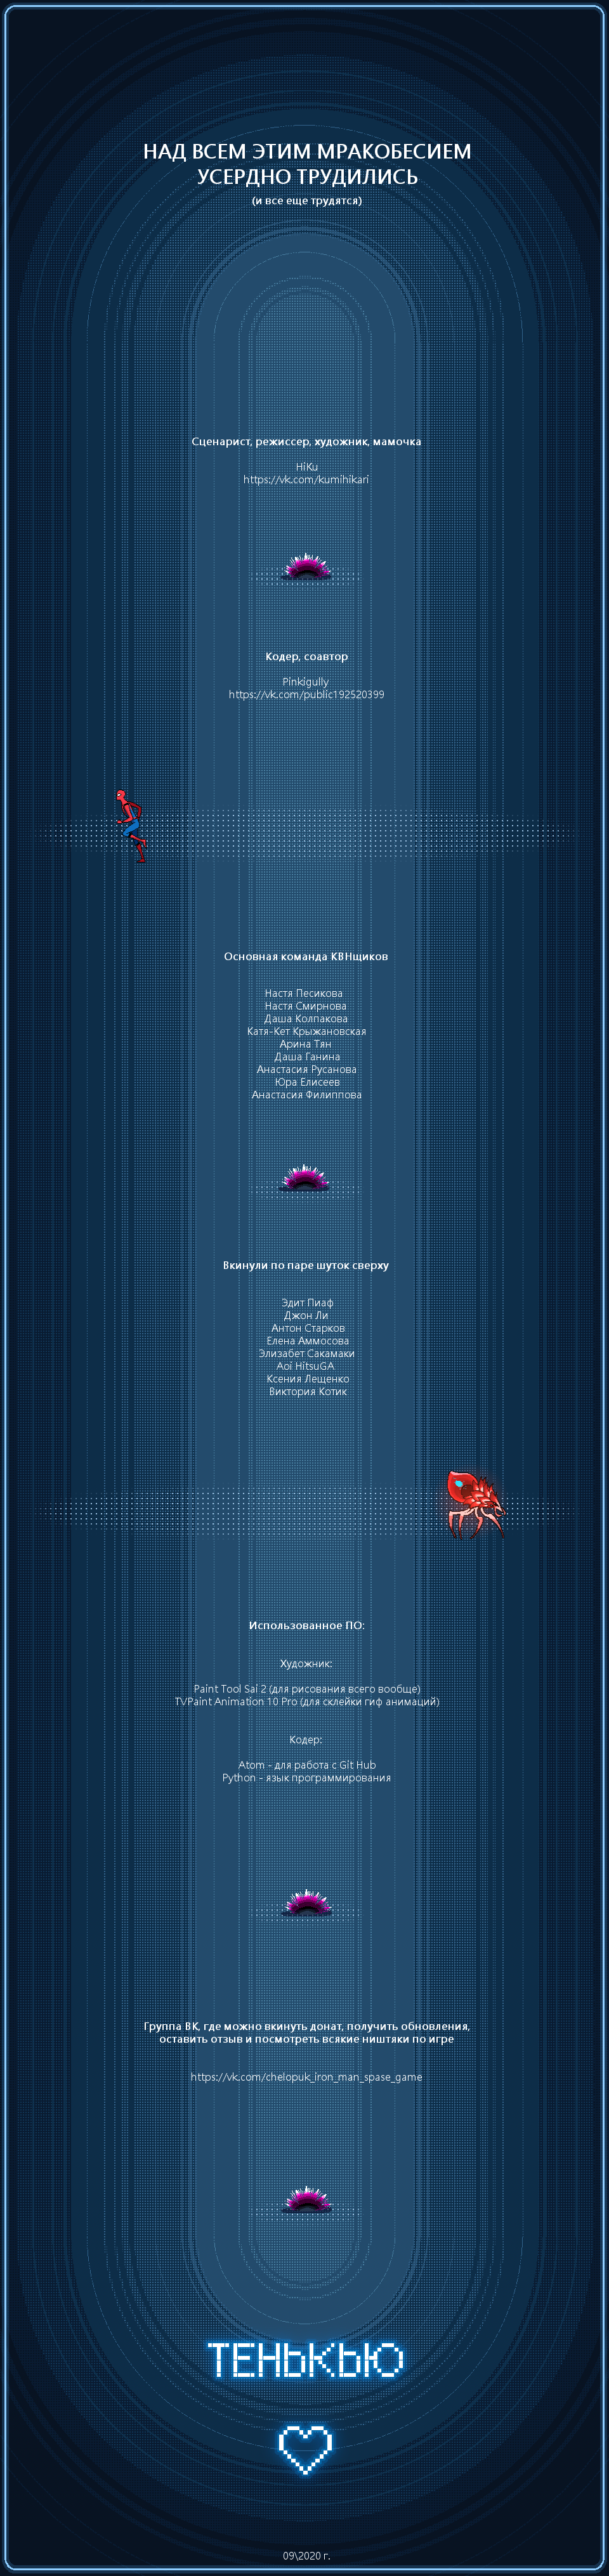 НАД ВСЕМ ЭТИМ МРАКОБЕСИЕМ
УСЕРДНО ТРУДИЛИСЬ
(и все еще трудятся)
Сценарист, режиссер, художник, мамочка
HiKu
https://vk.com/kumihikari
Кодер, соавтор
Pinkigully
https://vk.com/public192520399
Основная команда КВНщиков
Настя Песикова
Настя Смирнова
Даша Колпакова
Катя-Кет Крыжановская
Арина Тян
Даша Ганина
Анастасия Русанова
Юра Елисеев
Анастасия Филиппова
Вкинули по паре шуток сверху
Эдит Пиаф
Джон Ли
Антон Старков
Елена Аммосова
Элизабет Сакамаки
Aoi HitsuGA
Ксения Лещенко
Виктория Котик
Использованное ПО:
Художник:
Paint Tool Sai 2 (для рисования всего вообще)
TVPaint Animation 10 Pro (для склейки гиф анимаций)
Кодер:
Atom - для работа с Git Hub
Python - язык программирования
Группа ВК, где можно вкинуть донат, получить обновления,
оставить отзыв и посмотреть всякие ништяки по игре
https://vk.com/chelopuk_iron_man_spase_game
ТЕНЬКЬЮ
09\2020 г.